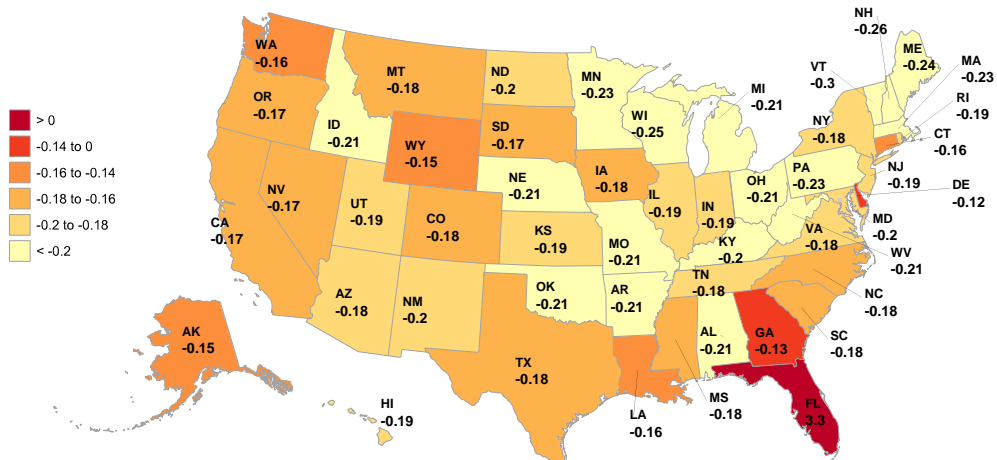 > 0
-0.14 to 0
-0.16 to -0.14
-0.18 to -0.16
-0.2 to -0.18
< -0.2
WA
-0.16
OR
-0.17
CA
-0.17
NV
-0.17
ID
-0.21
MT
-0.18
WY
-0.15
UT
-0.19
AZ
-0.18
CO
-0.18
NM
-0.2
ND
-0.2
SD
-0.17
NE
-0.21
KS
-0.19
OK
-0.21
TX
-0.18
MN
-0.23
IA
-0.18
MO
-0.21
AR
-0.21
LA
-0.16
WI
-0.25
IL
-0.19
MI
-0.21
IN
-0.19
OH
-0.21
KY
-0.2
TN
-0.18
MS
-0.18
AL
-0.21
GA
-0.13
FL
3.3
SC
-0.18
NC
-0.18
VA
-0.18
WV
-0.21
MD
-0.2
DE
-0.12
NJ
-0.19
PA
-0.23
NY
-0.18
CT
-0.16
RI
-0.19
MA
-0.23
ME
-0.24
NH
-0.26
VT
-0.3
AK
-0.15
HI
-0.19